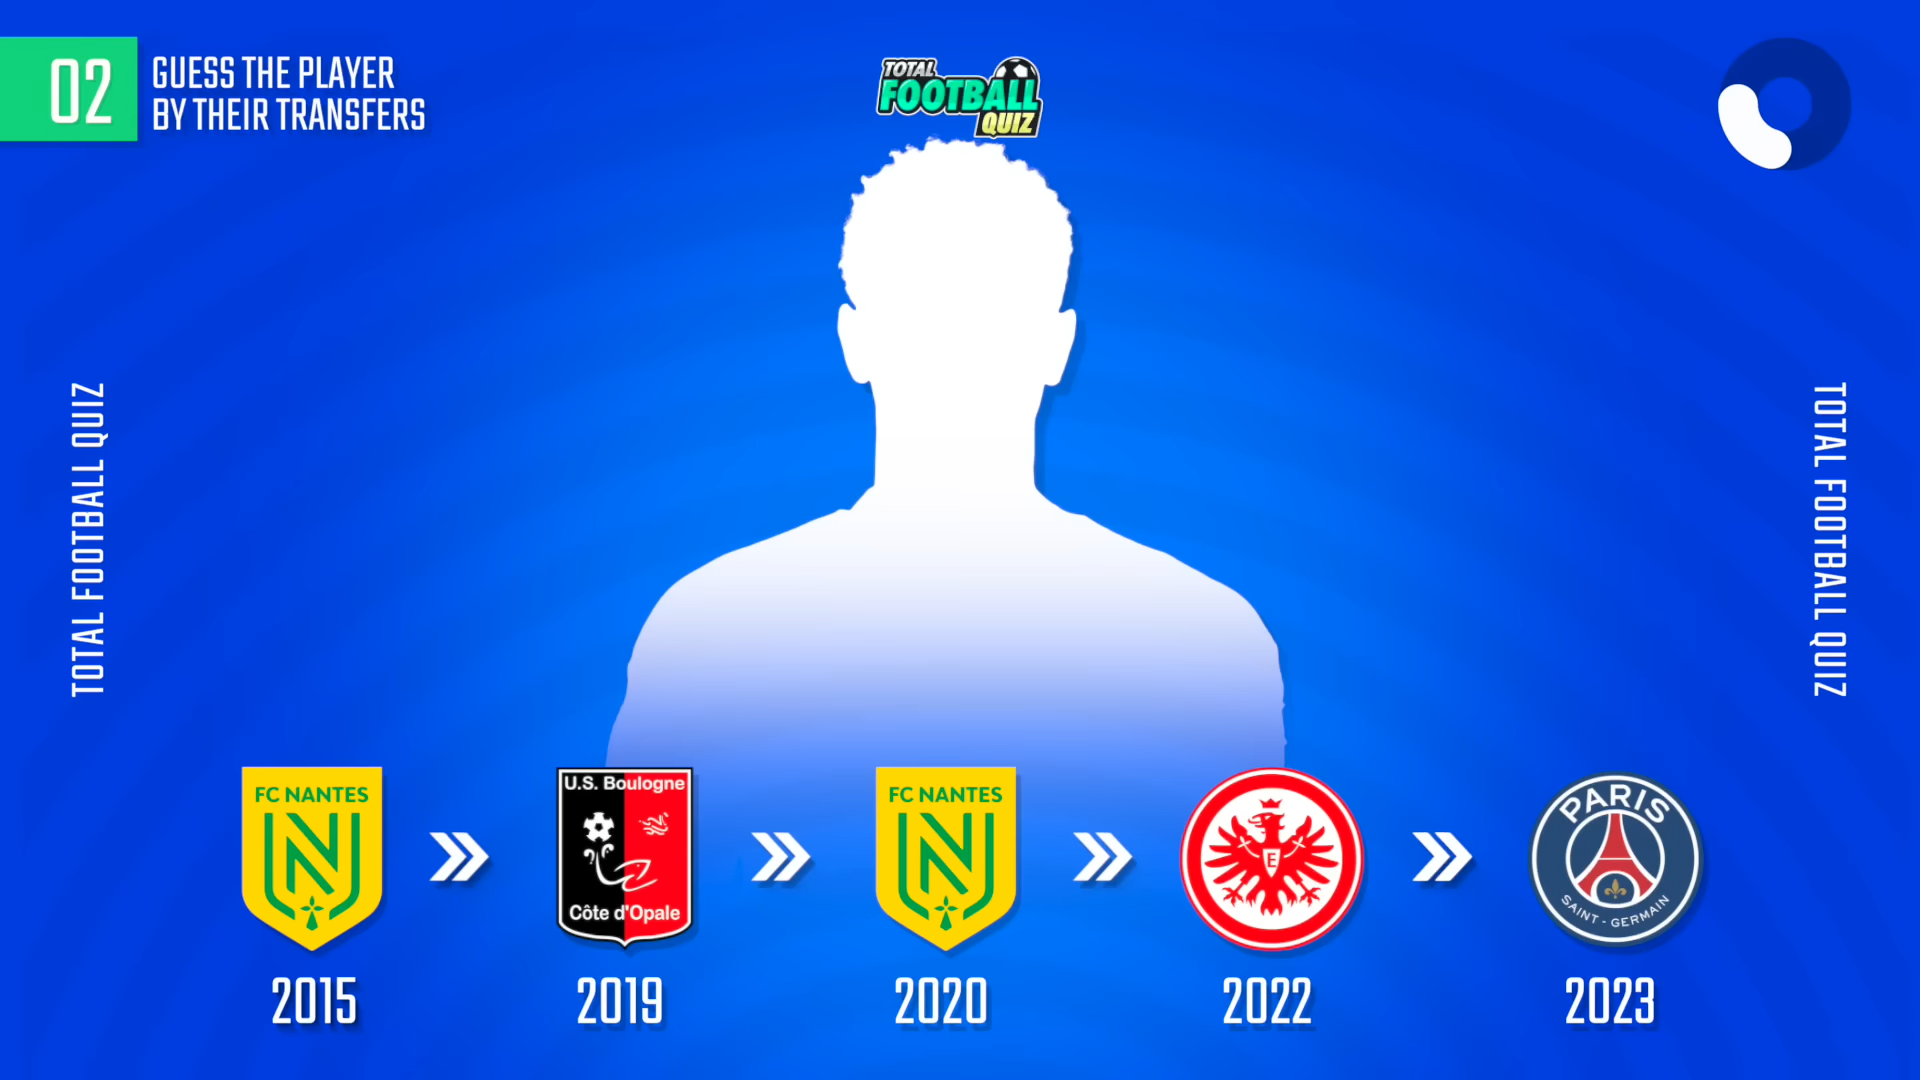 02
GUESS THE PLAYER
BY THEIR TRANSFERS
TOTAL
FOOTBALL
QUIZ
TOTAL FOOTBALL QUIZ
TOTAL FOOTBALL QUIZ
FC NANTES
N
U.S. Boulogne
Côte d'Opale
FC NANTES
N
E
PARIS
SAINT - GERMAIN
2015
2019
2020
2022
2023